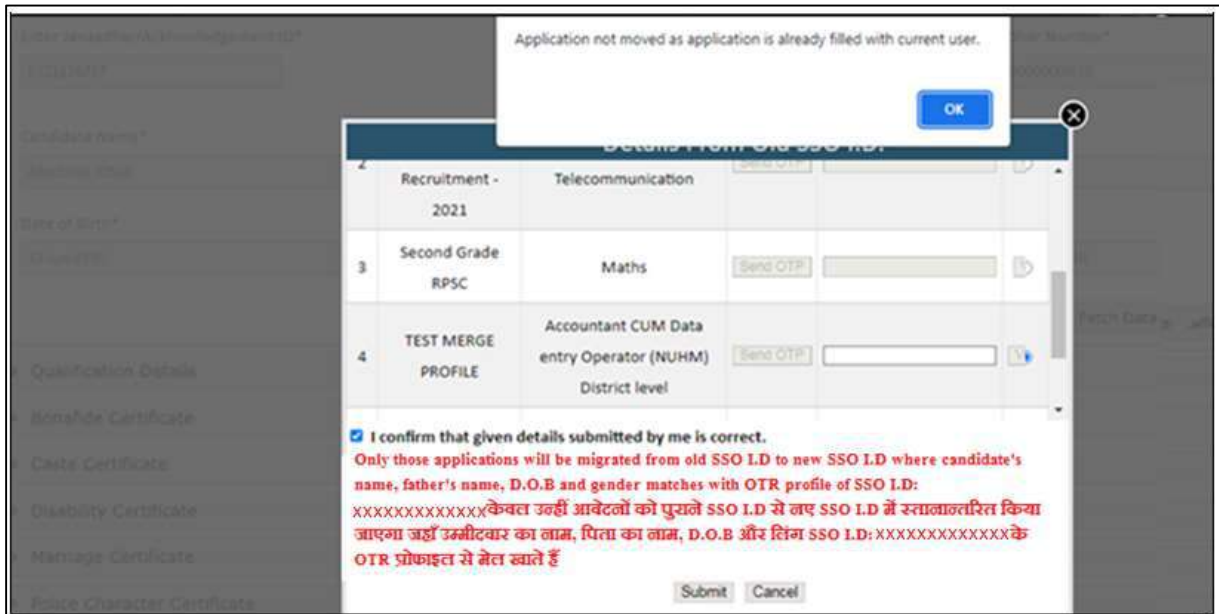 Application not moved as application is already filled with current user.
OK
Details From Old SSO I.D.
2 Recruitment - 2021 Telecommunication Send OTP
3 Second Grade RPSC Maths Send OTP
4 TEST MERGE PROFILE Accountant CUM Data entry Operator (NUHM) District level Send OTP
I confirm that given details submitted by me is correct.
Only those applications will be migrated from old SSO I.D to new SSO I.D where candidate's
name, father's name, D.O.B and gender matches with OTR profile of SSO I.D:
XXXXXXXXXXXXXकेवल उन्हीं आवेदनों को पुराने SSO I.D से नए SSO I.D में स्तानान्तरित किया
जाएगा जहाँ उम्मीदवार का नाम, पिता का नाम, D.O.B और लिंग SSO I.D: XXXXXXXXXXXXXके
OTR प्रोफाइल से मेल खाते हैं
Submit Cancel
Candidate Name*
Date of Birth*
Fetch Data
Qualification Details
Bonafide Certificate
Caste Certificate
Disability Certificate
Marriage Certificate
Police Character Certificate